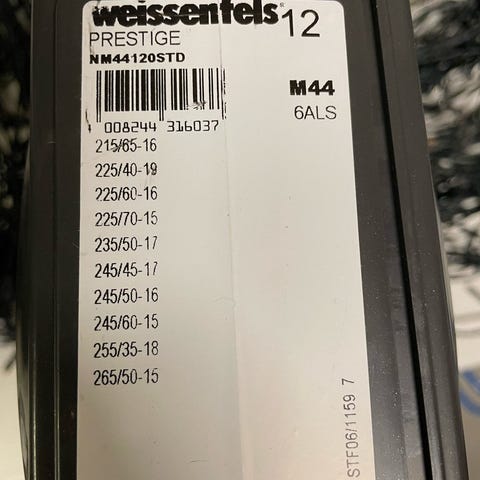 weissenfels® 12
PRESTIGE
NM44120STD
M44
6ALS
008244 316037
215/65-16
225/40-19
225/60-16
225/70-15
235/50-17
245/45-17
245/50-16
245/60-15
255/35-18
265/50-15
STF06/1159 7